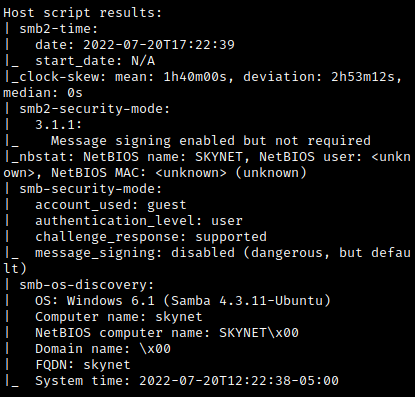 Host script results:
| smb2-time:
|   date: 2022-07-20T17:22:39
|_  start_date: N/A
|_clock-skew: mean: 1h40m00s, deviation: 2h53m12s,
median: 0s
| smb2-security-mode:
|   3.1.1:
|_    Message signing enabled but not required
|_nbstat: NetBIOS name: SKYNET, NetBIOS user: <unkn
own>, NetBIOS MAC: <unknown> (unknown)
| smb-security-mode:
|   account_used: guest
|   authentication_level: user
|   challenge_response: supported
|_  message_signing: disabled (dangerous, but defau
lt)
| smb-os-discovery:
|   OS: Windows 6.1 (Samba 4.3.11-Ubuntu)
|   Computer name: skynet
|   NetBIOS computer name: SKYNET\x00
|   Domain name: \x00
|   FQDN: skynet
|_  System time: 2022-07-20T12:22:38-05:00